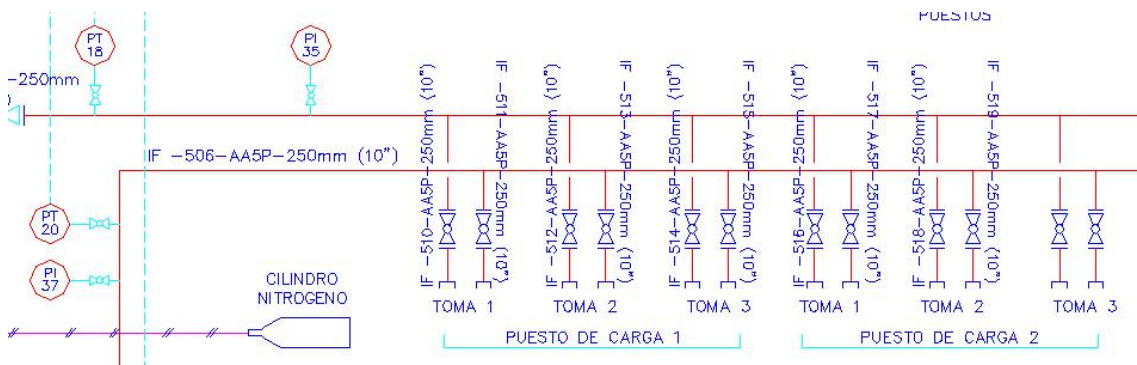 PUESTOS
PT
18
PI
35
-250mm
IF -506-AA5P-250mm (10")
PT
20
PI
37
CILINDRO
NITROGENO
IF -510-AA5P-250mm (10")
IF -511-AA5P-250mm (10")
IF -512-AA5P-250mm (10")
IF -513-AA5P-250mm (10")
IF -514-AA5P-250mm (10")
IF -515-AA5P-250mm (10")
IF -516-AA5P-250mm (10")
IF -517-AA5P-250mm (10")
IF -518-AA5P-250mm (10")
IF -519-AA5P-250mm (10")
TOMA 1
TOMA 2
TOMA 3
TOMA 1
TOMA 2
TOMA 3
PUESTO DE CARGA 1
PUESTO DE CARGA 2